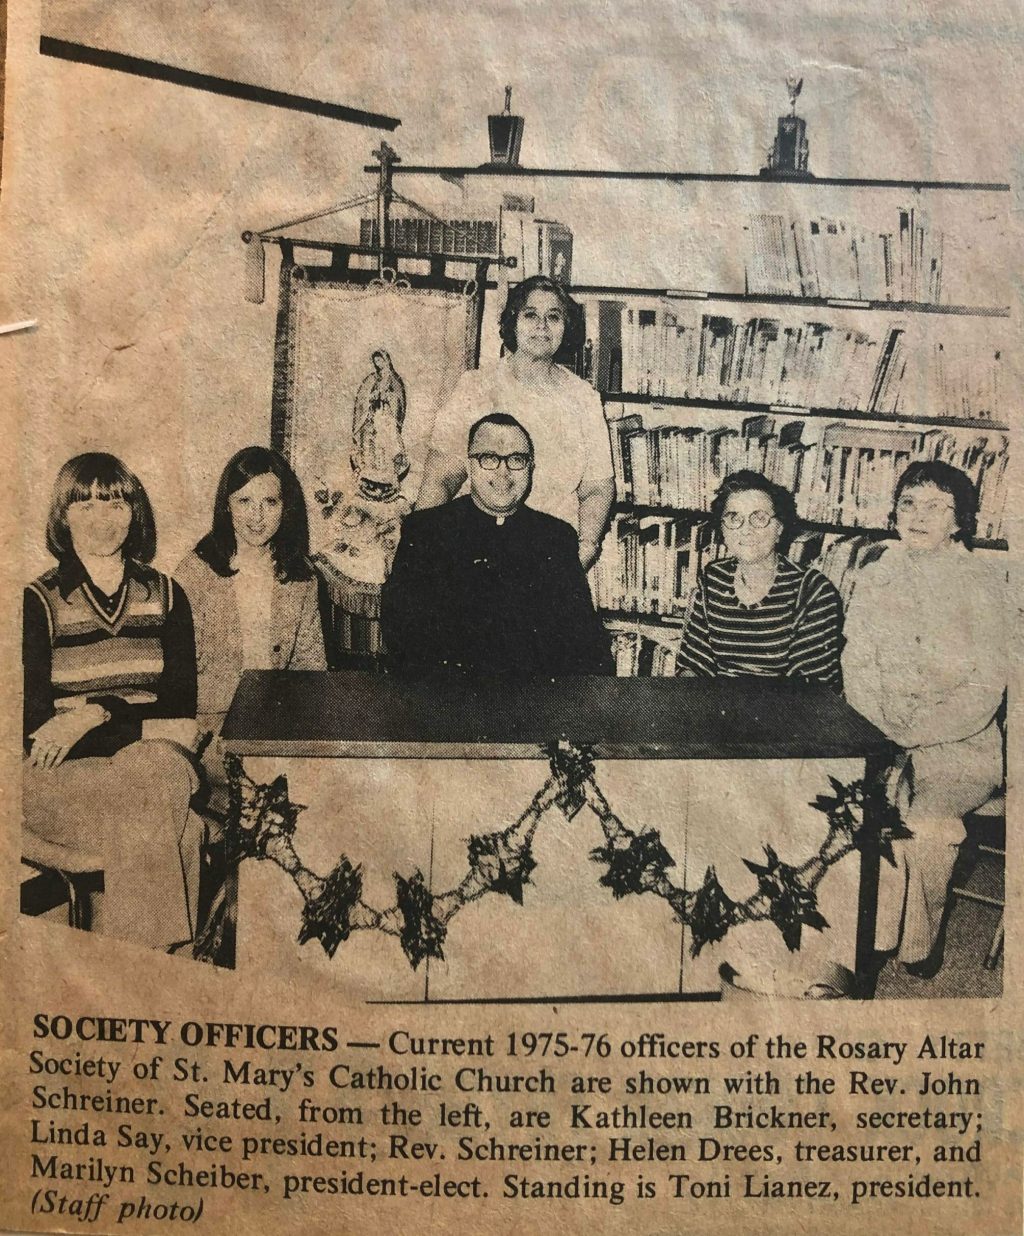 SOCIETY OFFICERS — Current 1975-76 officers of the Rosary Altar
Society of St. Mary's Catholic Church are shown with the Rev. John
Schreiner. Seated, from the left, are Kathleen Brickner, secretary;
Linda Say, vice president; Rev. Schreiner; Helen Drees, treasurer, and
Marilyn Scheiber, president-elect. Standing is Toni Lianez, president.
(Staff photo)